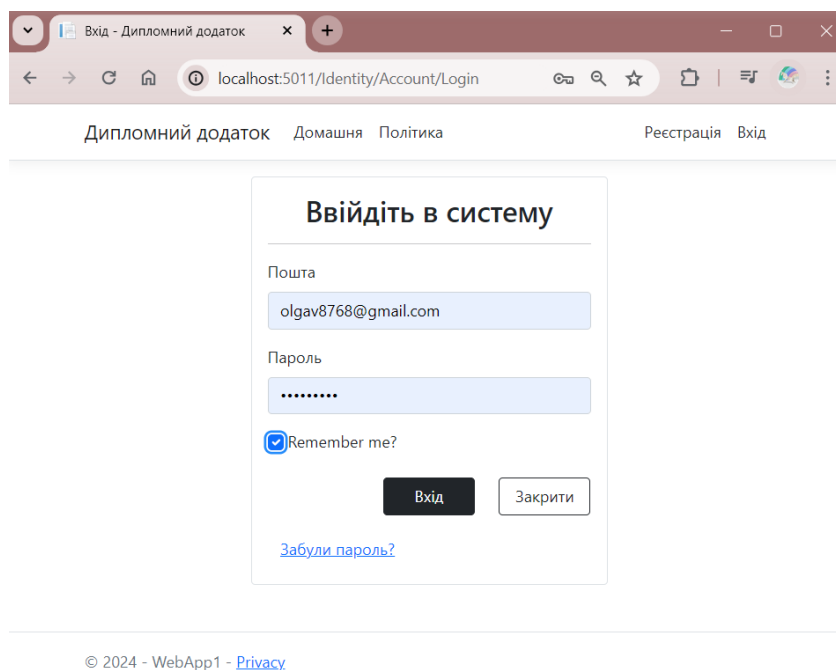 Вхід - Дипломний додаток
localhost:5011/Identity/Account/Login
Дипломний додаток Домашня Політика Реєстрація Вхід
Ввійдіть в систему
Пошта
olgav8768@gmail.com
Пароль
•••••••••
Remember me?
Вхід Закрити
Забули пароль?
© 2024 - WebApp1 - Privacy